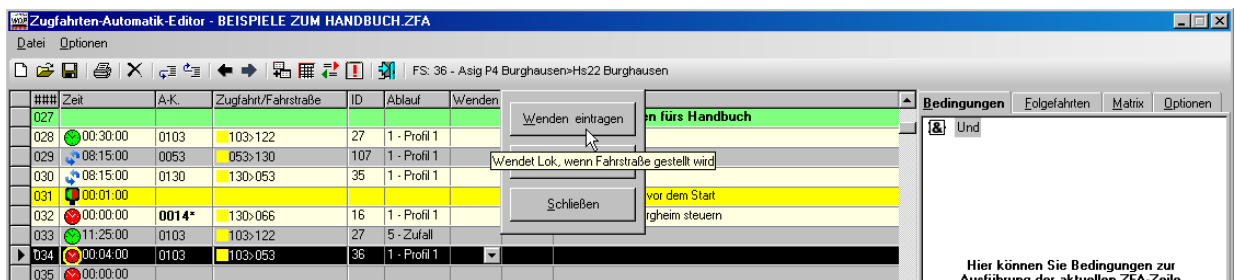 Zugfahrten-Automatik-Editor - BEISPIELE ZUM HANDBUCH.ZFA
Datei Optionen
FS: 36 - Asig P4 Burghausen>Hs22 Burghausen
### Zeit A-K. Zugfahrt/Fahrstraße ID Ablauf Wenden
Bedingungen Folgefahrten Matrix Optionen
027 en fürs Handbuch
Wenden eintragen
& Und
028 00:30:00 0103 103>122 27 1 - Profil 1
029 08:15:00 0053 053>130 107 1 - Profil 1
Wendet Lok, wenn Fahrstraße gestellt wird
030 08:15:00 0130 130>053 35 1 - Profil 1
031 00:01:00 vor dem Start
Schließen
032 00:00:00 0014* 130>066 16 1 - Profil 1 rgheim steuern
033 11:25:00 0103 103>122 27 5 - Zufall
034 00:04:00 0103 103>053 36 1 - Profil 1
035 00:00:00
Hier können Sie Bedingungen zur
Ausführung der aktuellen ZFA-Zeile